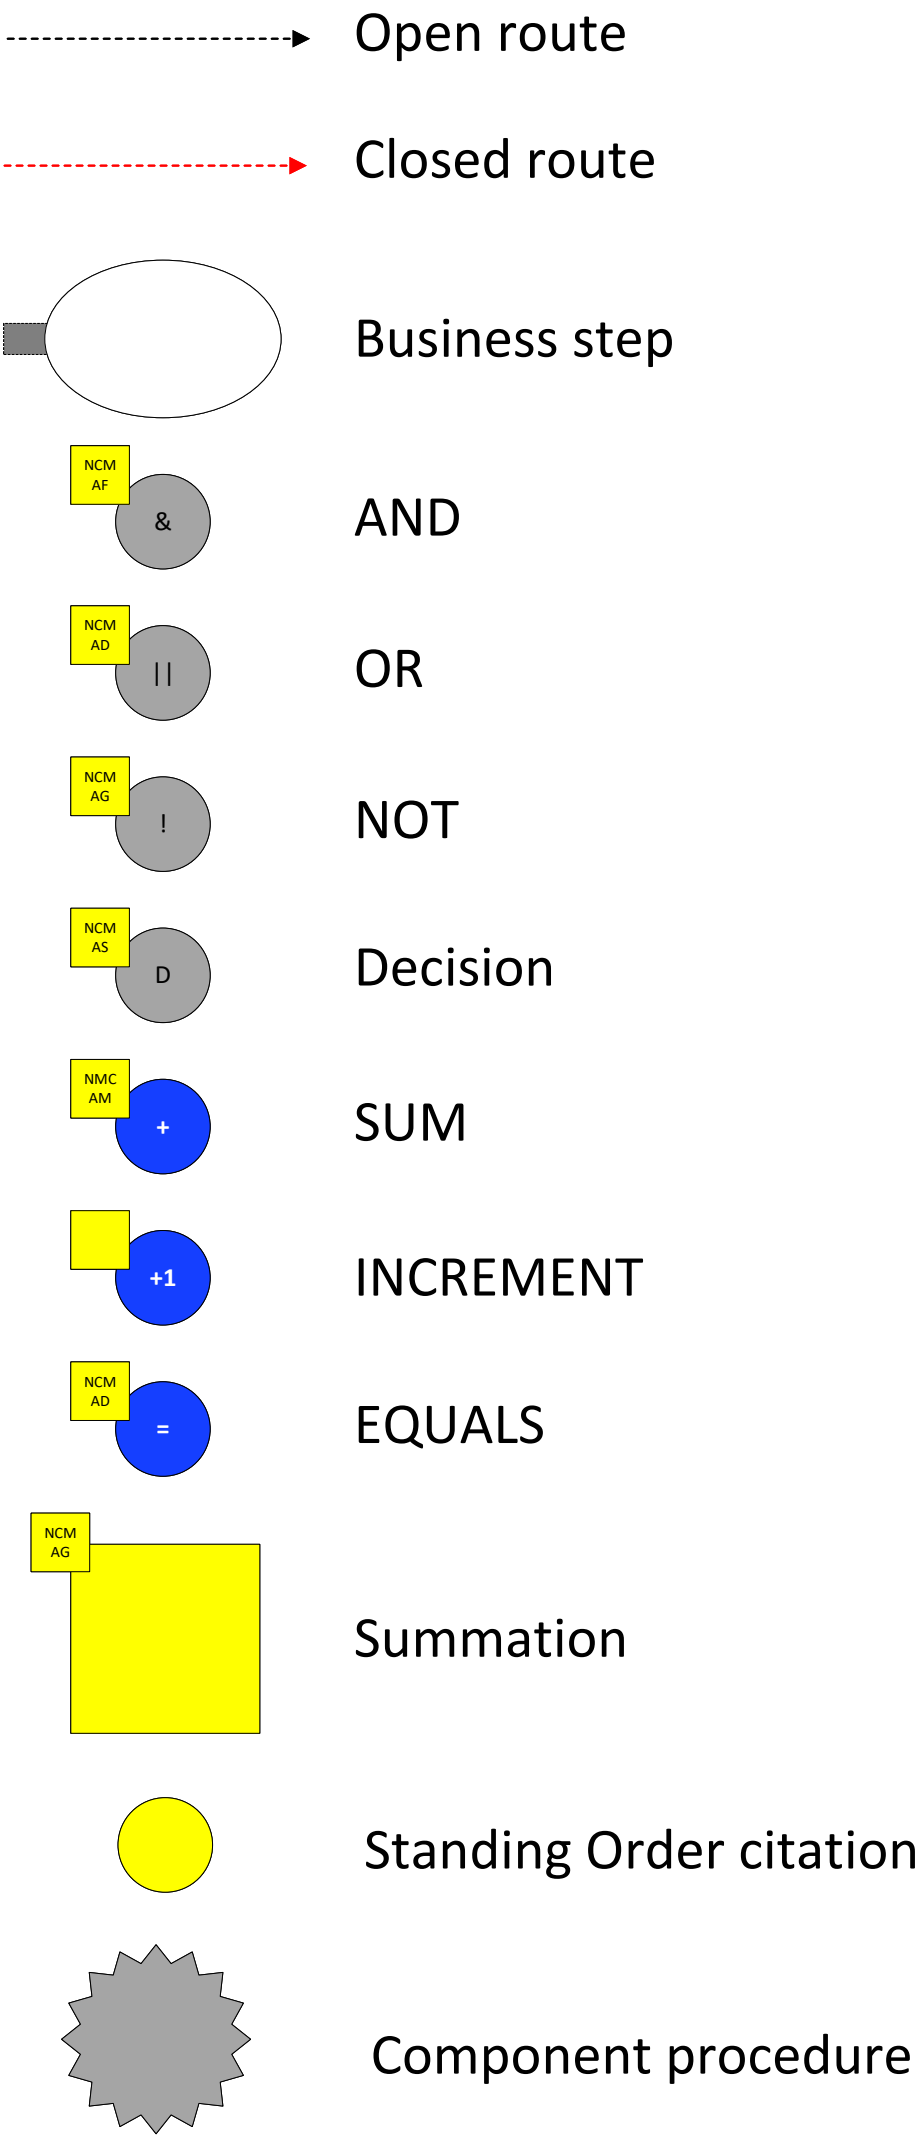 Open route
Closed route
Business step
NCM
AF
&
AND
NCM
AD
||
OR
NCM
AG
!
NOT
NCM
AS
D
Decision
NMC
AM
+
SUM
+1
INCREMENT
NCM
AD
=
EQUALS
NCM
AG
Summation
Standing Order citation
Component procedure